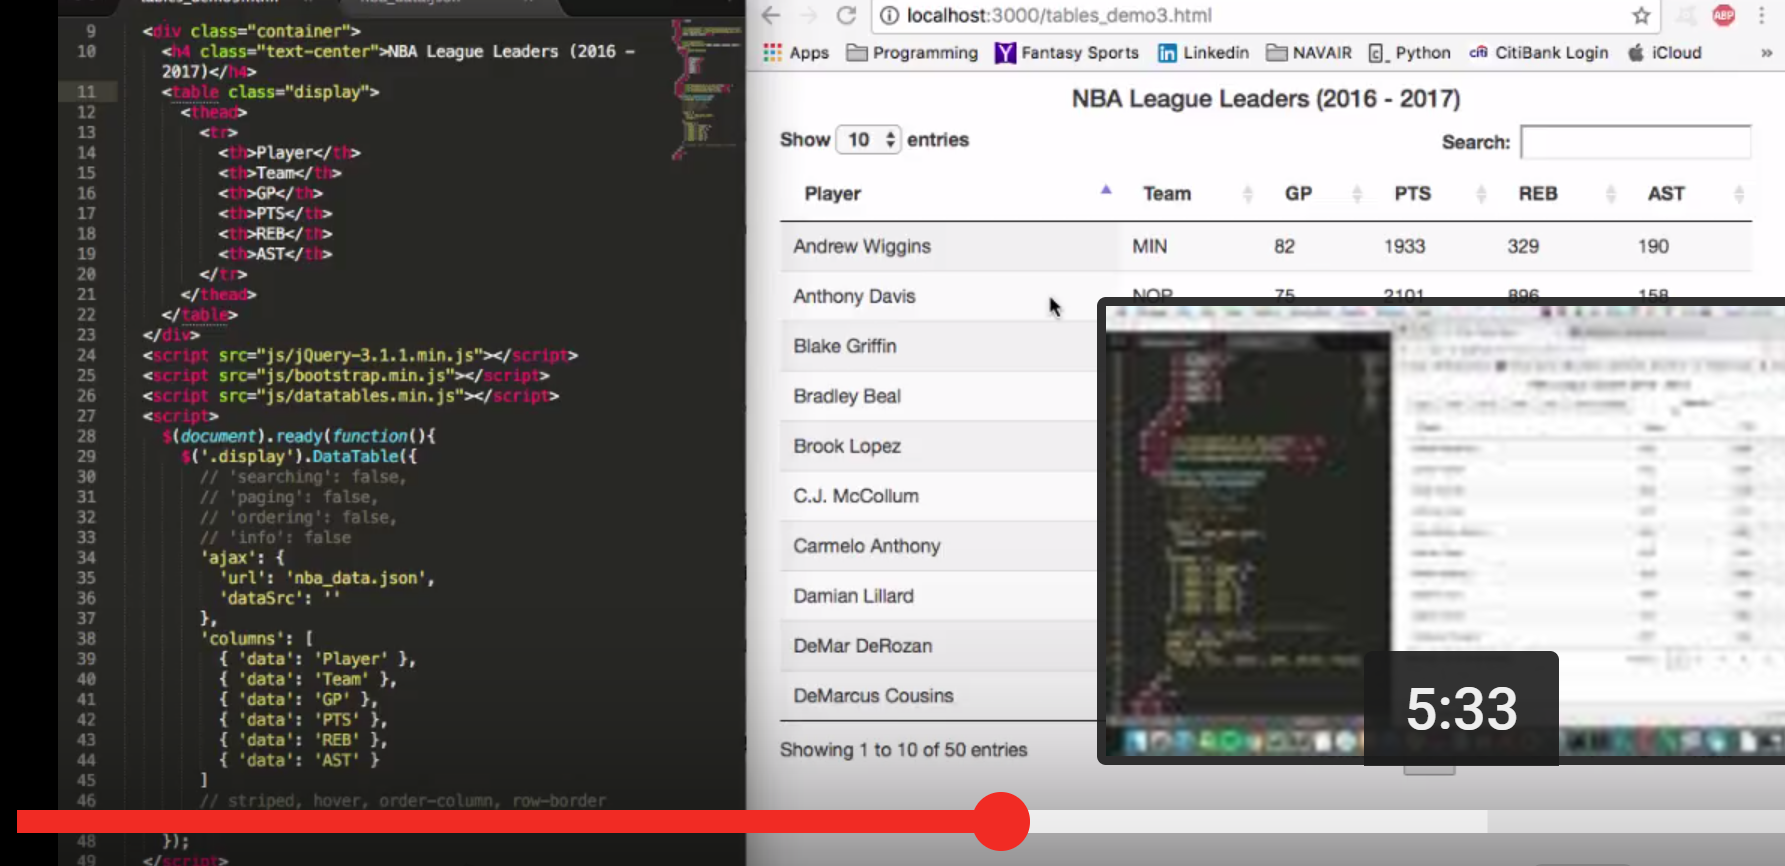 9 <div class="container">
10 <h4 class="text-center">NBA League Leaders (2016 -
2017)</h4>
11 <table class="display">
12 <thead>
13 <tr>
14 <th>Player</th>
15 <th>Team</th>
16 <th>GP</th>
17 <th>PTS</th>
18 <th>REB</th>
19 <th>AST</th>
20 </tr>
21 </thead>
22 </table>
23 </div>
24 <script src="js/jQuery-3.1.1.min.js"></script>
25 <script src="js/bootstrap.min.js"></script>
26 <script src="js/datatables.min.js"></script>
27 <script>
28 $(document).ready(function(){
29 $('.display').DataTable({
30 // 'searching': false,
31 // 'paging': false,
32 // 'ordering': false,
33 // 'info': false
34 'ajax': {
35 'url': 'nba_data.json',
36 'dataSrc': ''
37 },
38 'columns': [
39 { 'data': 'Player' },
40 { 'data': 'Team' },
41 { 'data': 'GP' },
42 { 'data': 'PTS' },
43 { 'data': 'REB' },
44 { 'data': 'AST' }
45 ]
46 // striped, hover, order-column, row-border
48 });
49 </script>
localhost:3000/tables_demo3.html
ABP
Apps Programming Fantasy Sports Linkedin NAVAIR Python citi CitiBank Login iCloud »
NBA League Leaders (2016 - 2017)
Show 10 entries Search:
Player Team GP PTS REB AST
Andrew Wiggins MIN 82 1933 329 190
Anthony Davis NOP 75 2101 896 158
Blake Griffin
Bradley Beal
Brook Lopez
C.J. McCollum
Carmelo Anthony
Damian Lillard
DeMar DeRozan
DeMarcus Cousins
Showing 1 to 10 of 50 entries
5:33